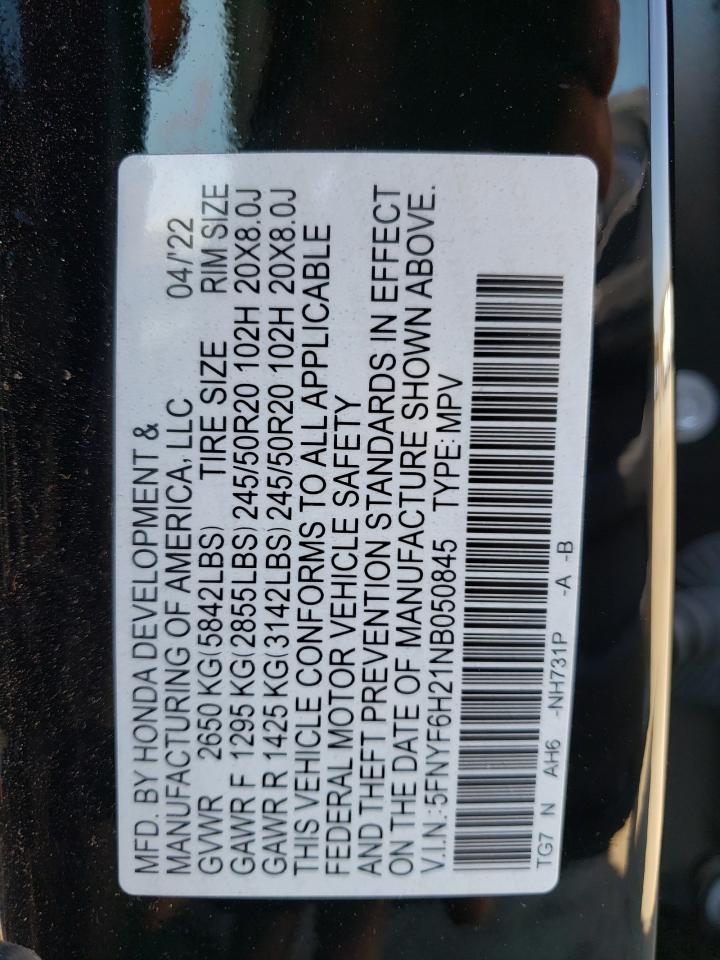 MFD. BY HONDA DEVELOPMENT &
MANUFACTURING OF AMERICA, LLC 04/'22
GVWR 2650 KG(5842LBS) TIRE SIZE RIM SIZE
GAWR F 1295 KG(2855LBS) 245/50R20 102H 20X8.0J
GAWR R 1425 KG(3142LBS) 245/50R20 102H 20X8.0J
THIS VEHICLE CONFORMS TO ALL APPLICABLE
FEDERAL MOTOR VEHICLE SAFETY
AND THEFT PREVENTION STANDARDS IN EFFECT
ON THE DATE OF MANUFACTURE SHOWN ABOVE.
V.I.N.:5FNYF6H21NB050845 TYPE:MPV
TG7 N AH6 -NH731P -A -B